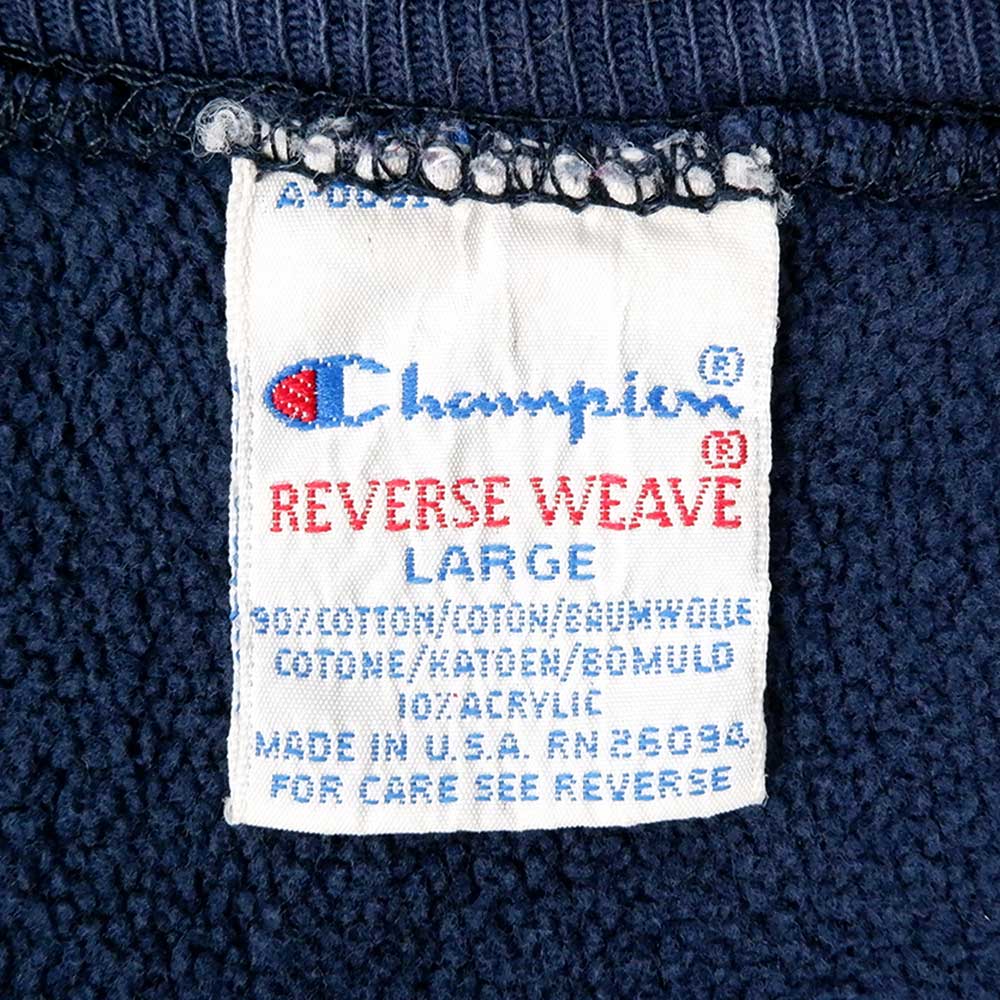 Champion®
®
REVERSE WEAVE
LARGE
90% COTTON/COTON/BAUMWOLLE
COTONE/KATOEN/BOMULD
10% ACRYLIC
MADE IN U.S.A. RN 26094
FOR CARE SEE REVERSE